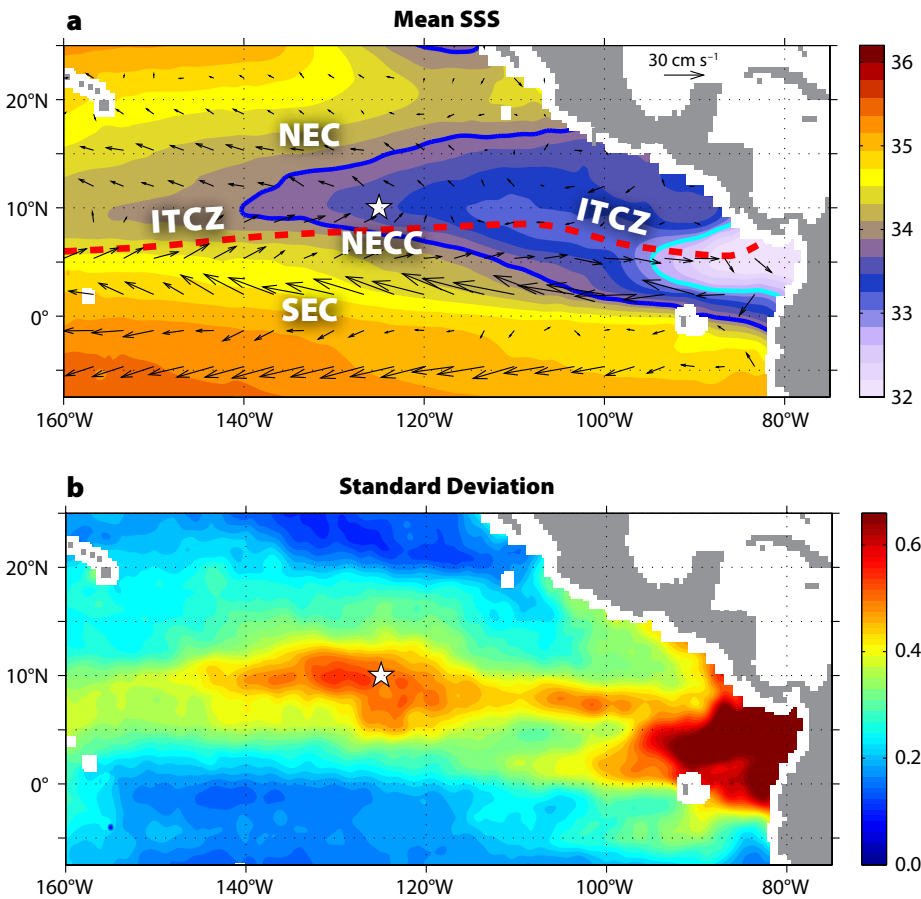 a
Mean SSS
30 cm s⁻¹
20°N
10°N
0°
NEC
ITCZ
ITCZ
NECC
SEC
160°W
140°W
120°W
100°W
80°W
36
35
34
33
32
b
Standard Deviation
20°N
10°N
0°
160°W
140°W
120°W
100°W
80°W
0.6
0.4
0.2
0.0